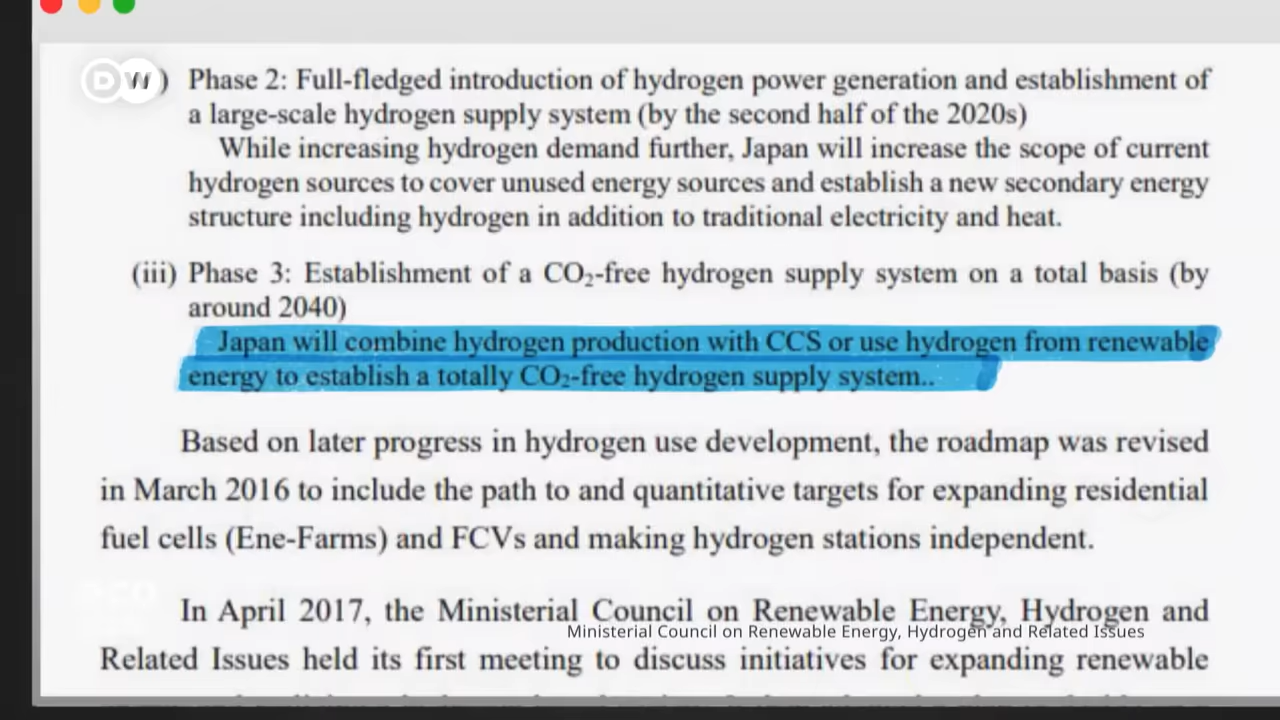 DW
) Phase 2: Full-fledged introduction of hydrogen power generation and establishment of
a large-scale hydrogen supply system (by the second half of the 2020s)
While increasing hydrogen demand further, Japan will increase the scope of current
hydrogen sources to cover unused energy sources and establish a new secondary energy
structure including hydrogen in addition to traditional electricity and heat.
(iii) Phase 3: Establishment of a CO₂-free hydrogen supply system on a total basis (by
around 2040)
Japan will combine hydrogen production with CCS or use hydrogen from renewable
energy to establish a totally CO₂-free hydrogen supply system..
Based on later progress in hydrogen use development, the roadmap was revised
in March 2016 to include the path to and quantitative targets for expanding residential
fuel cells (Ene-Farms) and FCVs and making hydrogen stations independent.
In April 2017, the Ministerial Council on Renewable Energy, Hydrogen and
Ministerial Council on Renewable Energy, Hydrogen and Related Issues
Related Issues held its first meeting to discuss initiatives for expanding renewable